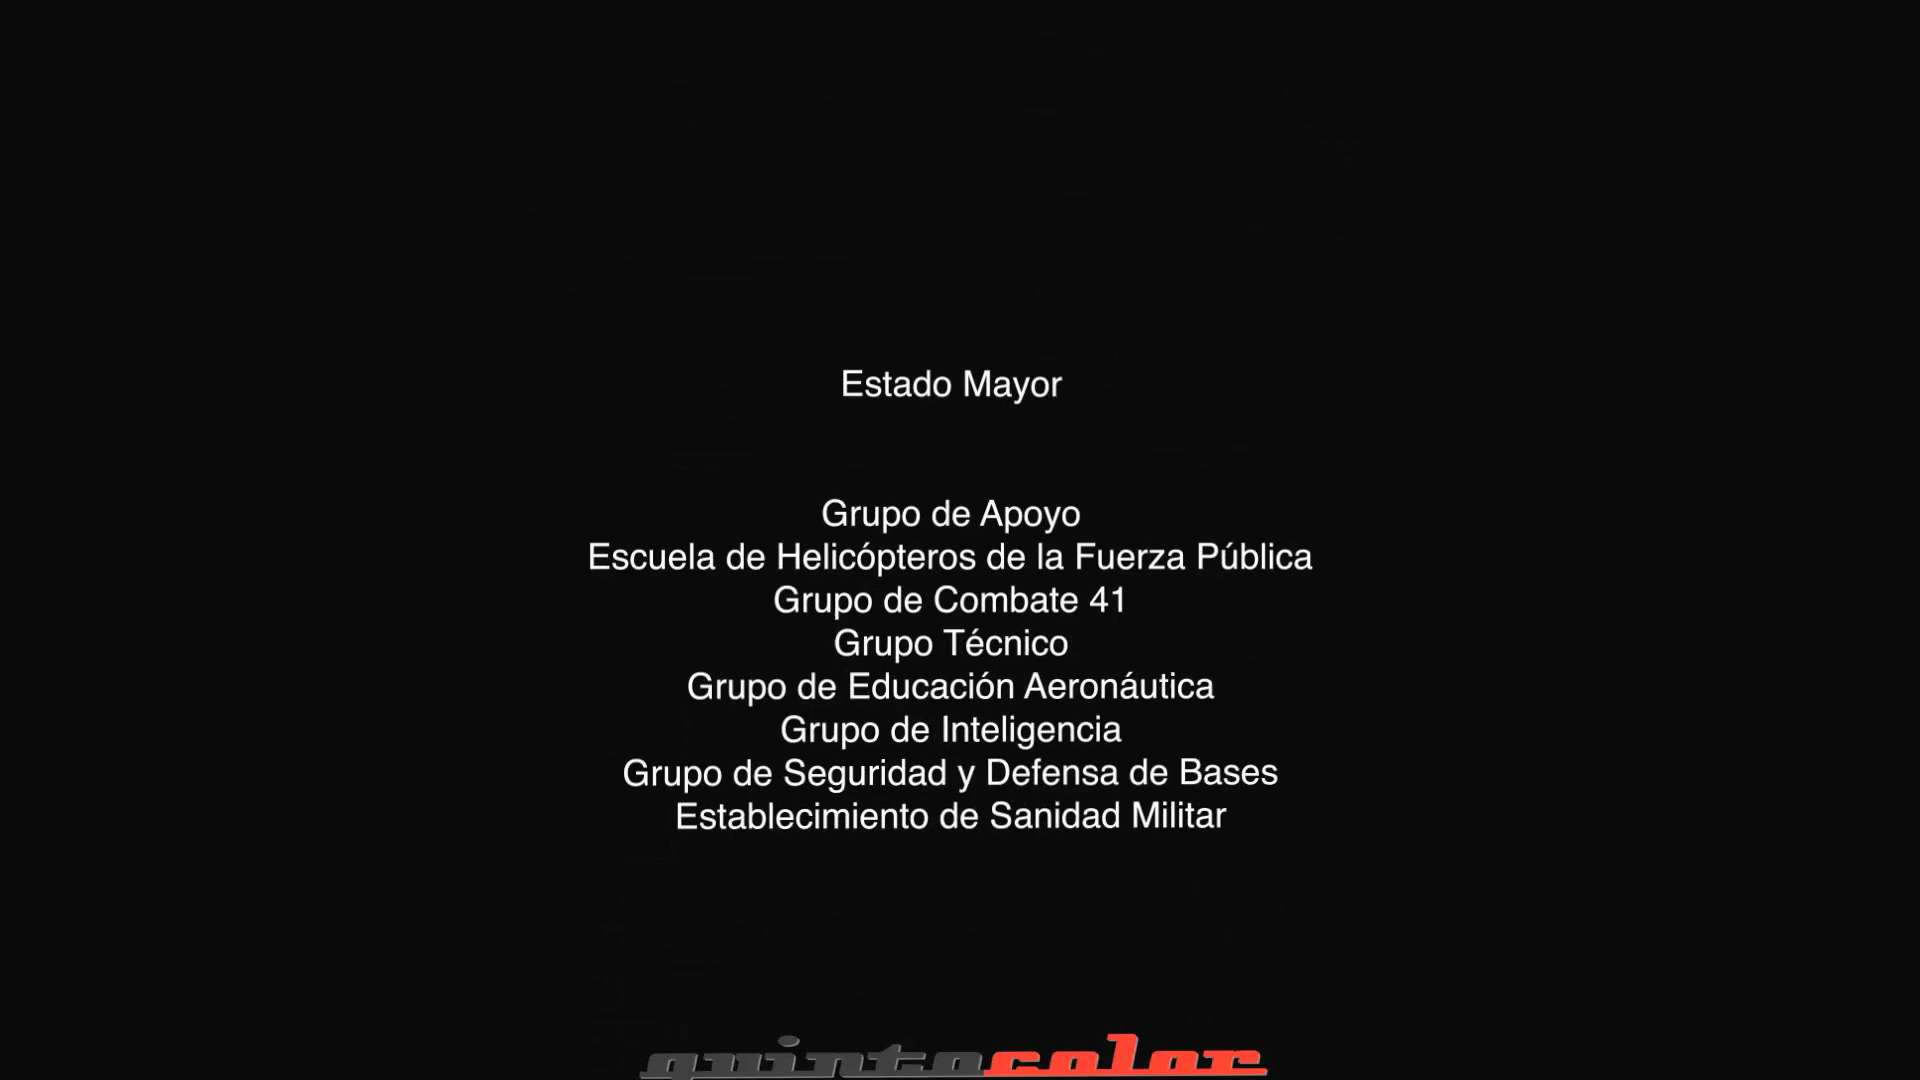 Estado Mayor
Grupo de Apoyo
Escuela de Helicópteros de la Fuerza Pública
Grupo de Combate 41
Grupo Técnico
Grupo de Educación Aeronáutica
Grupo de Inteligencia
Grupo de Seguridad y Defensa de Bases
Establecimiento de Sanidad Militar
quintocolor